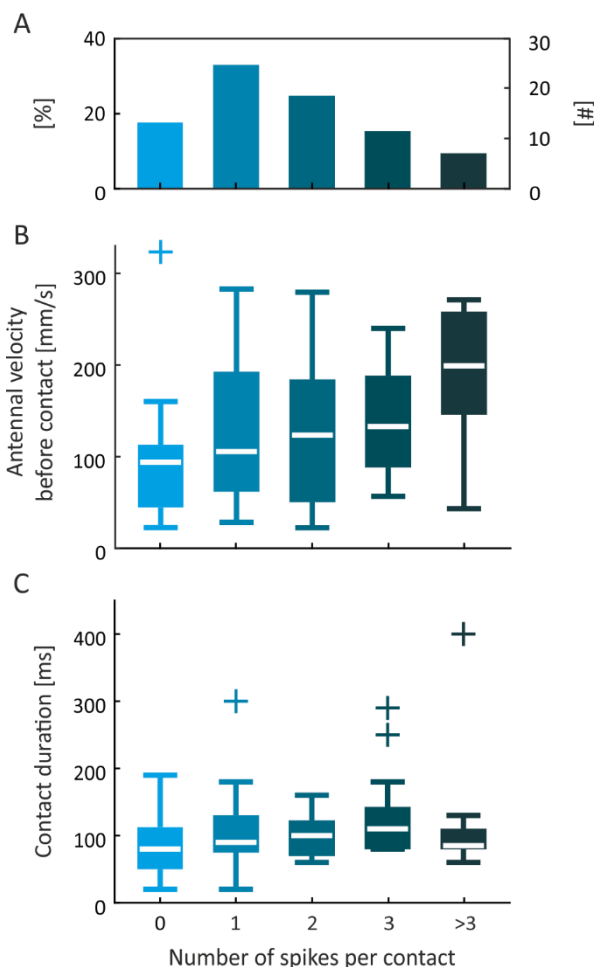 A
40
20
0
[%]
30
20
10
0
[#]
B
300
200
100
0
Antennal velocity
before contact [mm/s]
C
400
300
200
100
0
Contact duration [ms]
0 1 2 3 >3
Number of spikes per contact